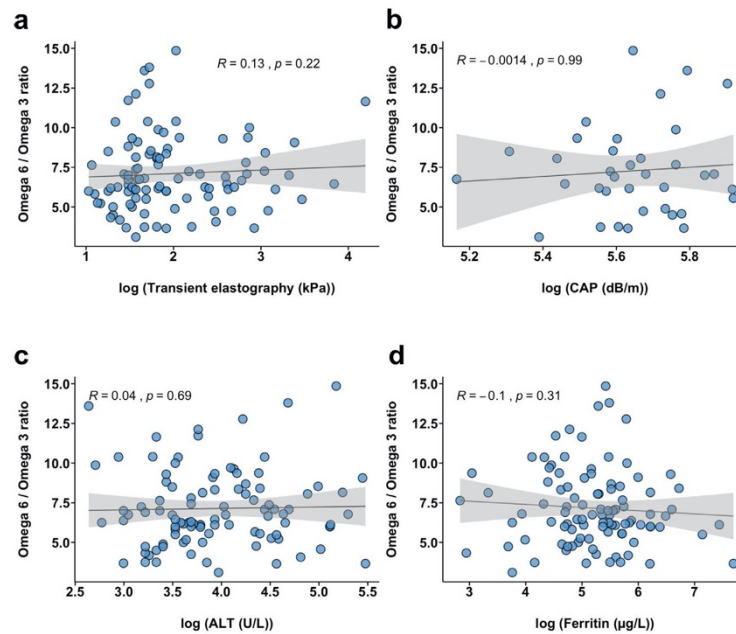 a
R = 0.13 , p = 0.22
Omega 6 / Omega 3 ratio
15.0
12.5
10.0
7.5
5.0
1 2 3 4
log (Transient elastography (kPa))
b
R = −0.0014 , p = 0.99
Omega 6 / Omega 3 ratio
15.0
12.5
10.0
7.5
5.0
5.2 5.4 5.6 5.8
log (CAP (dB/m))
c
R = 0.04 , p = 0.69
Omega 6 / Omega 3 ratio
15.0
12.5
10.0
7.5
5.0
2.5 3.0 3.5 4.0 4.5 5.0 5.5
log (ALT (U/L))
d
R = −0.1 , p = 0.31
Omega 6 / Omega 3 ratio
15.0
12.5
10.0
7.5
5.0
3 4 5 6 7
log (Ferritin (µg/L))